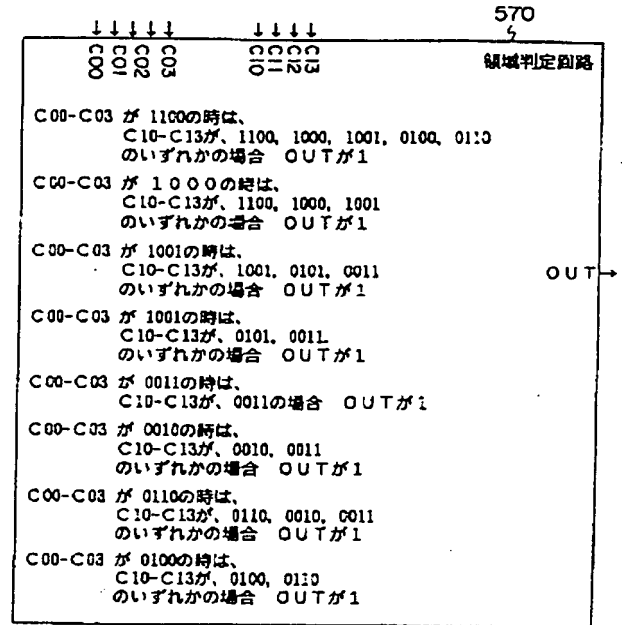 570
C00 C01 C02 C03 C10 C11 C12 C13
領域判定回路
C00-C03 が 1100の時は、
C10-C13が、1100, 1000, 1001, 0100, 0110
のいずれかの場合 OUTが1
C00-C03 が 1000の時は、
C10-C13が、1100, 1000, 1001
のいずれかの場合 OUTが1
C00-C03 が 1001の時は、
C10-C13が、1001, 0101, 0011
のいずれかの場合 OUTが1
OUT
C00-C03 が 1001の時は、
C10-C13が、0101, 0011
のいずれかの場合 OUTが1
C00-C03 が 0011の時は、
C10-C13が、0011の場合 OUTが1
C00-C03 が 0010の時は、
C10-C13が、0010, 0011
のいずれかの場合 OUTが1
C00-C03 が 0110の時は、
C10-C13が、0110, 0010, 0011
のいずれかの場合 OUTが1
C00-C03 が 0100の時は、
C10-C13が、0100, 0110
のいずれかの場合 OUTが1